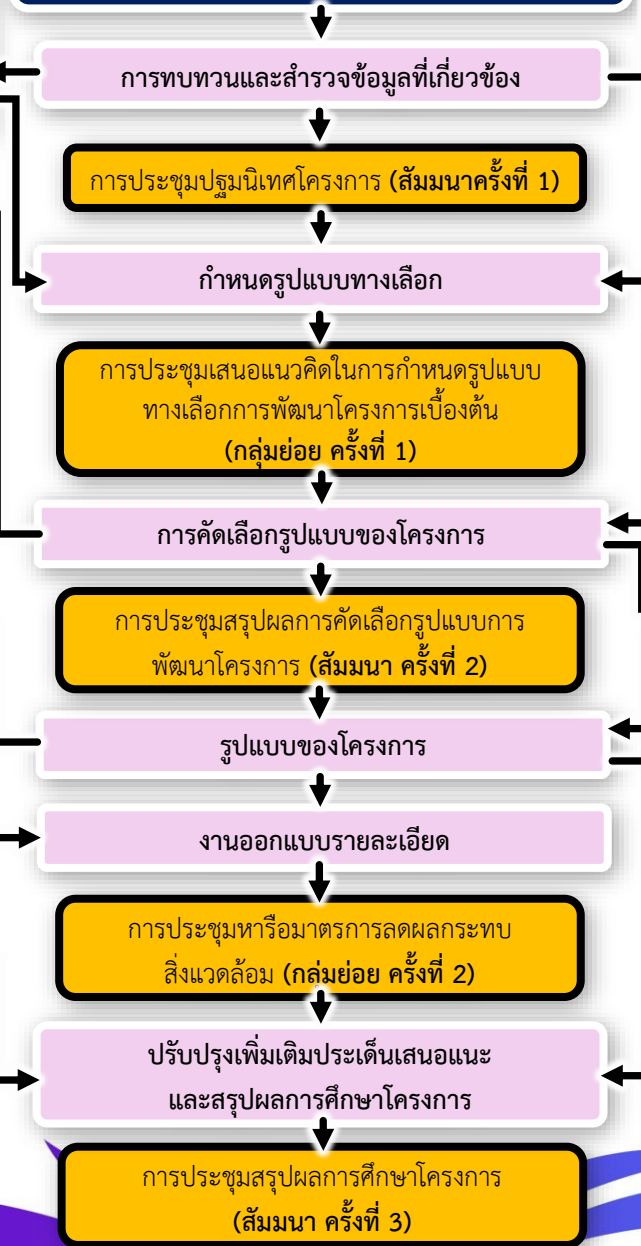 การทบทวนและสำรวจข้อมูลที่เกี่ยวข้อง
การประชุมปฐมนิเทศโครงการ (สัมมนาครั้งที่ 1)
กำหนดรูปแบบทางเลือก
การประชุมเสนอแนวคิดในการกำหนดรูปแบบ
ทางเลือกการพัฒนาโครงการเบื้องต้น
(กลุ่มย่อย ครั้งที่ 1)
การคัดเลือกรูปแบบของโครงการ
การประชุมสรุปผลการคัดเลือกรูปแบบการ
พัฒนาโครงการ (สัมมนา ครั้งที่ 2)
รูปแบบของโครงการ
งานออกแบบรายละเอียด
การประชุมหารือมาตรการลดผลกระทบ
สิ่งแวดล้อม (กลุ่มย่อย ครั้งที่ 2)
ปรับปรุงเพิ่มเติมประเด็นเสนอแนะ
และสรุปผลการศึกษาโครงการ
การประชุมสรุปผลการศึกษาโครงการ
(สัมมนา ครั้งที่ 3)